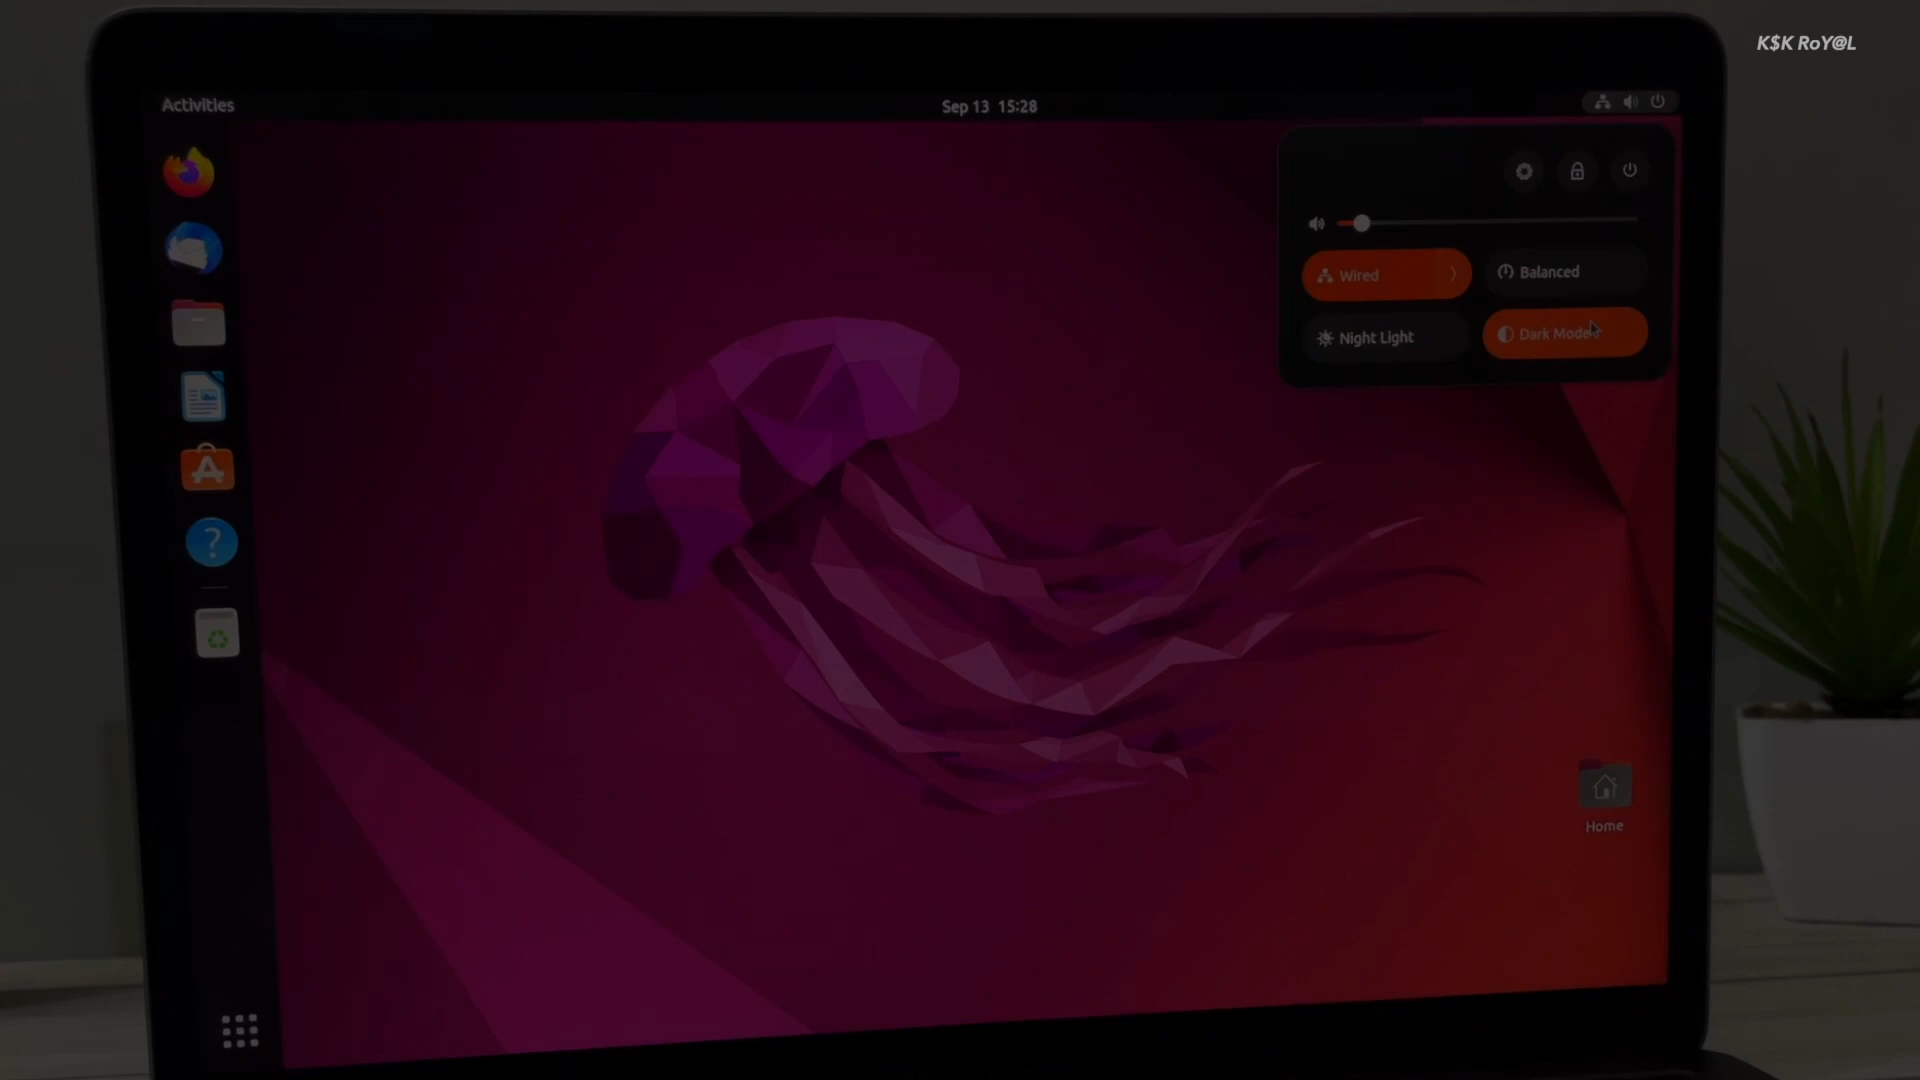 K$K RoY@L
Activities
Sep 13 15:28
Wired
Balanced
Night Light
Dark Mode
Home